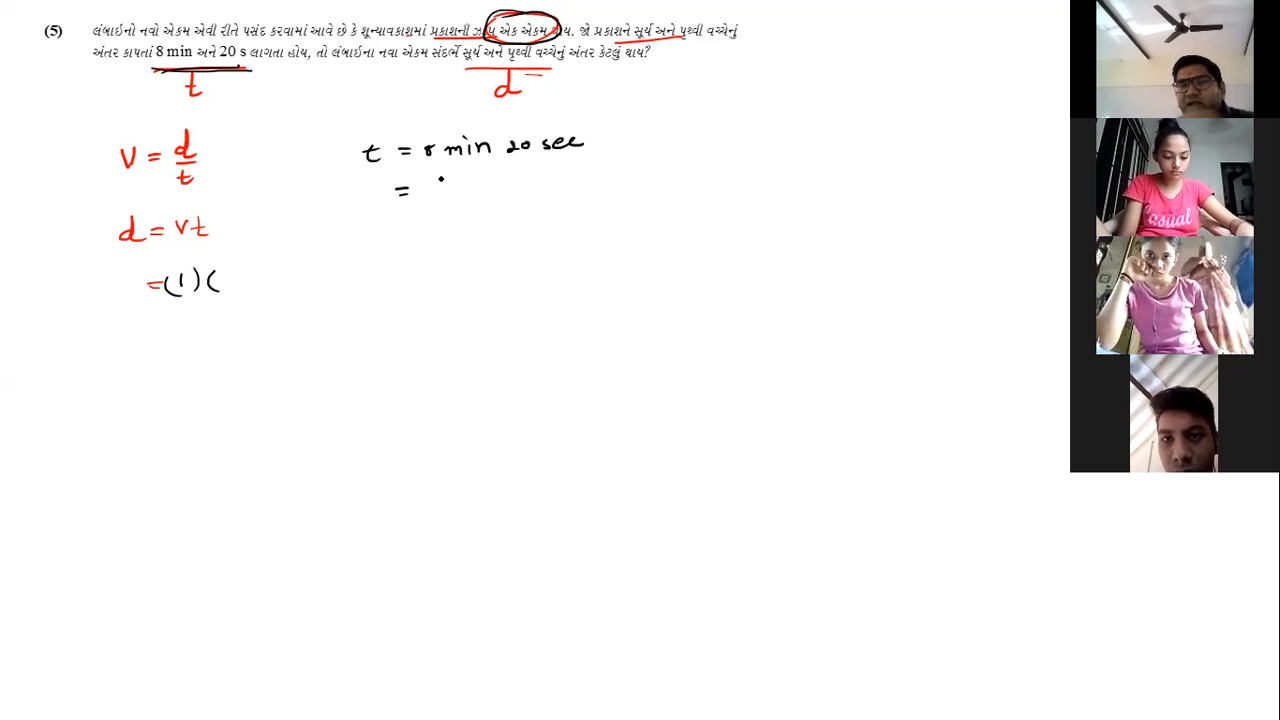 (5) લંબાઈનો નવો એકમ એવી રીતે પસંદ કરવામાં આવે છે કે શૂન્યાવકાશમાં પ્રકાશની ઝડપ એક એકમ થાય. જો પ્રકાશને સૂર્ય અને પૃથ્વી વચ્ચેનું
અંતર કાપતાં 8 min અને 20 s લાગતા હોય, તો લંબાઈના નવા એકમ સંદર્ભે સૂર્ય અને પૃથ્વી વચ્ચેનું અંતર કેટલું થાય?
t d
v = d/t
t = 8 min 20 sec
=
d = vt
= (1) (
Casual